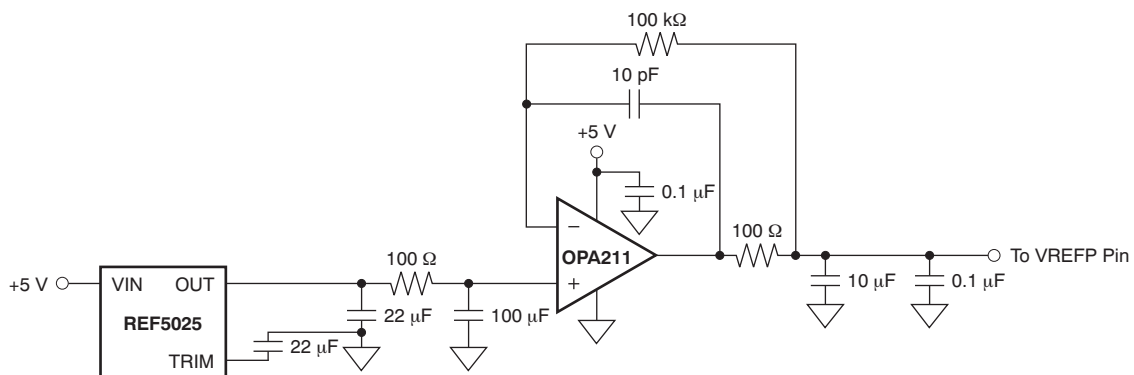 100 kΩ
10 pF
+5 V
0.1 µF
−
OPA211
+
100 Ω
To VREFP Pin
10 µF
0.1 µF
100 Ω
+5 V
VIN OUT
REF5025
TRIM
22 µF
22 µF
100 µF